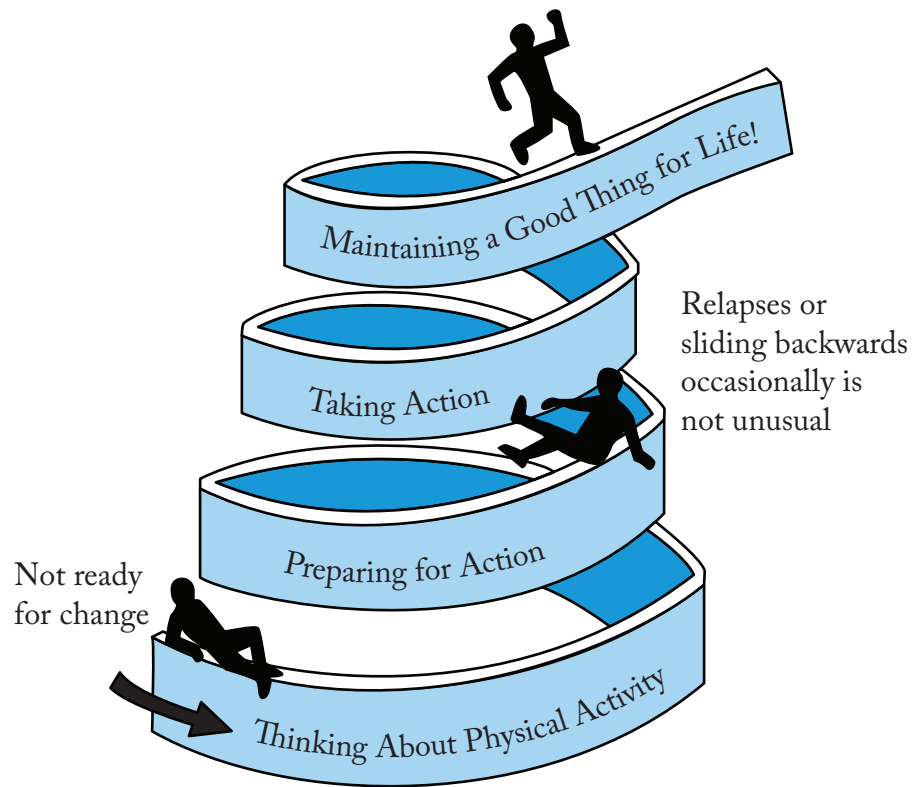 Maintaining a Good Thing for Life!
Relapses or
sliding backwards
occasionally is
not unusual
Taking Action
Preparing for Action
Not ready
for change
Thinking About Physical Activity